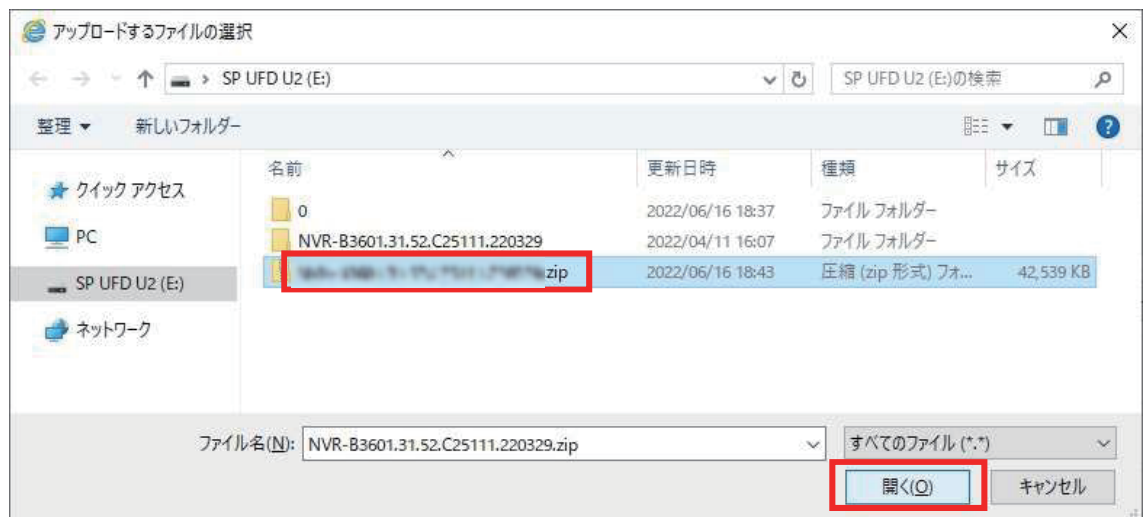 アップロードするファイルの選択
SP UFD U2 (E:)
SP UFD U2 (E:)の検索
整理
新しいフォルダー
名前 更新日時 種類 サイズ
クイック アクセス
PC
SP UFD U2 (E:)
ネットワーク
0 2022/06/16 18:37 ファイル フォルダー
NVR-B3601.31.52.C25111.220329 2022/04/11 16:07 ファイル フォルダー
zip 2022/06/16 18:43 圧縮 (zip 形式) フォ... 42,539 KB
ファイル名(N): NVR-B3601.31.52.C25111.220329.zip すべてのファイル (*.*)
開く(O) キャンセル